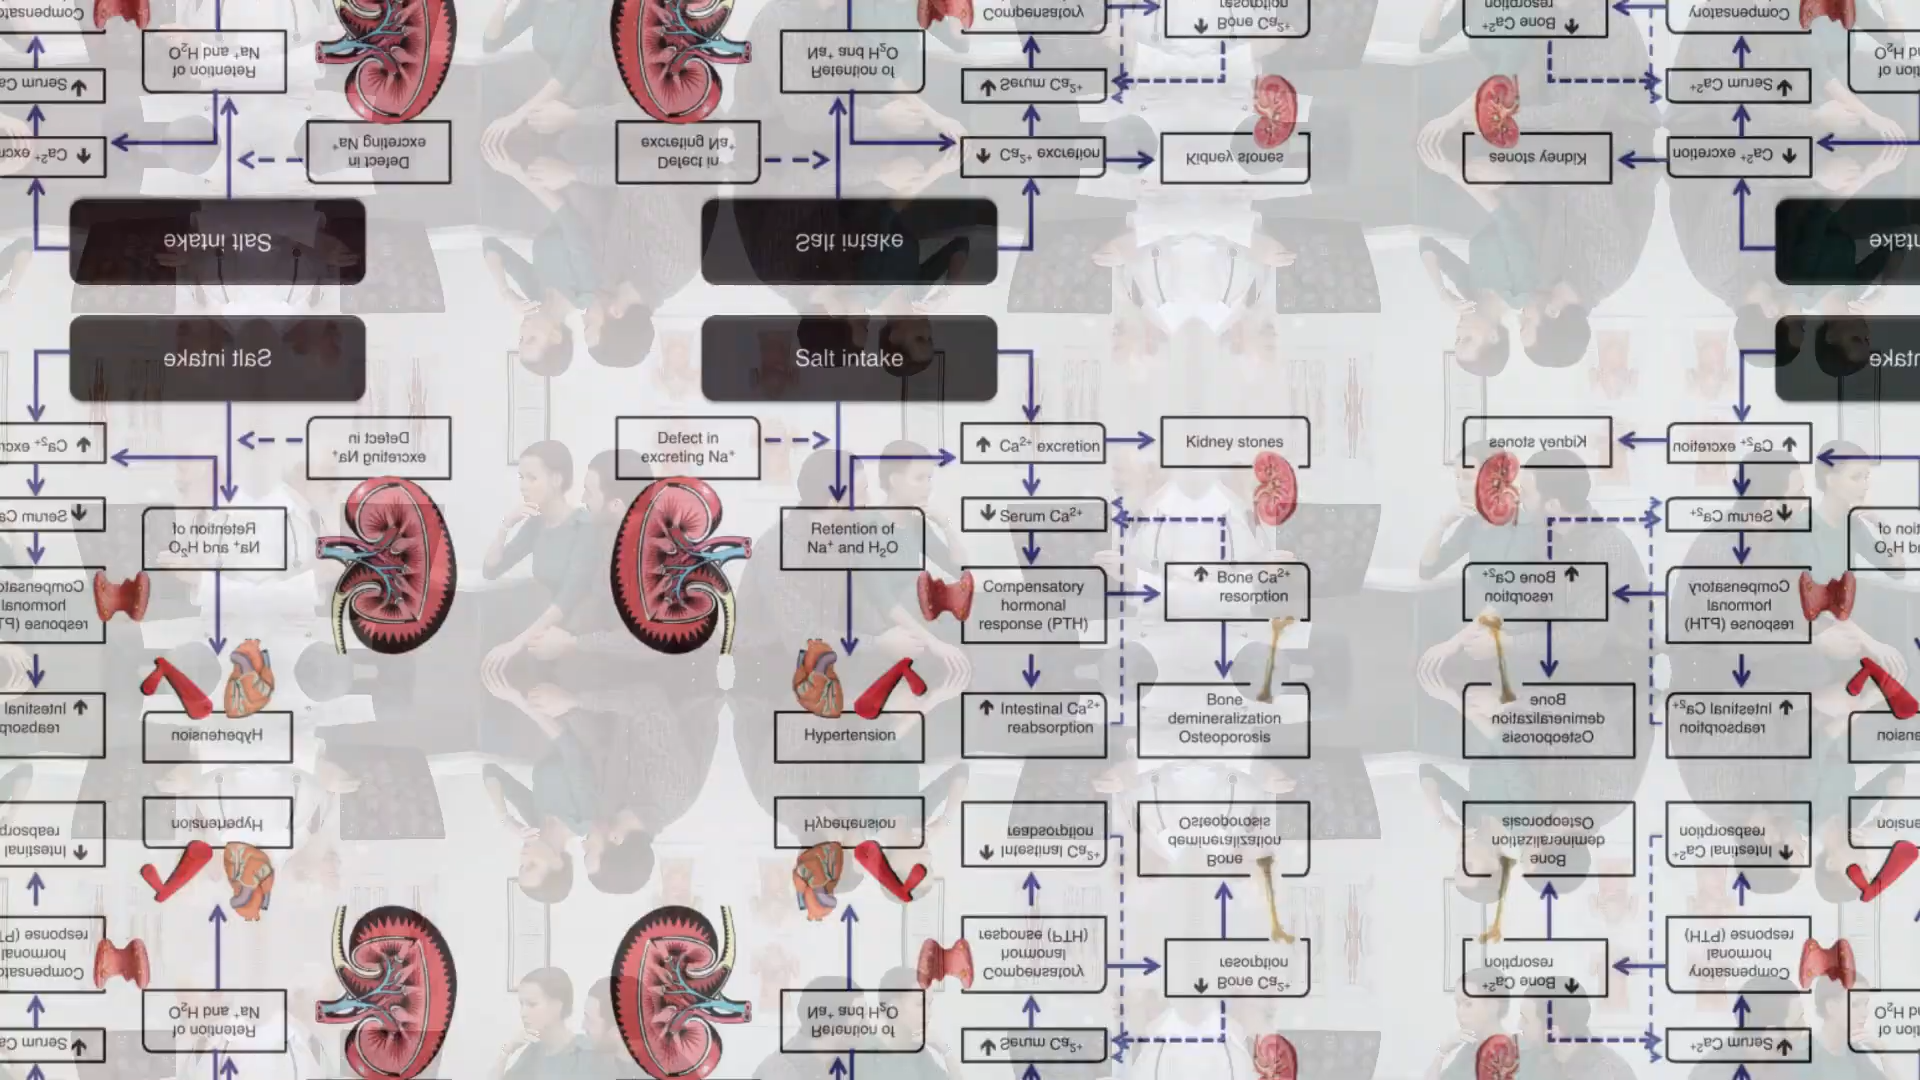 Salt intake
Defect in
excreting Na⁺
↑ Ca²⁺ excretion
Kidney stones
Retention of
Na⁺ and H₂O
↓ Serum Ca²⁺
Compensatory
hormonal
response (PTH)
↑ Bone Ca²⁺
resorption
Hypertension
↑ Intestinal Ca²⁺
reabsorption
Bone
demineralization
Osteoporosis